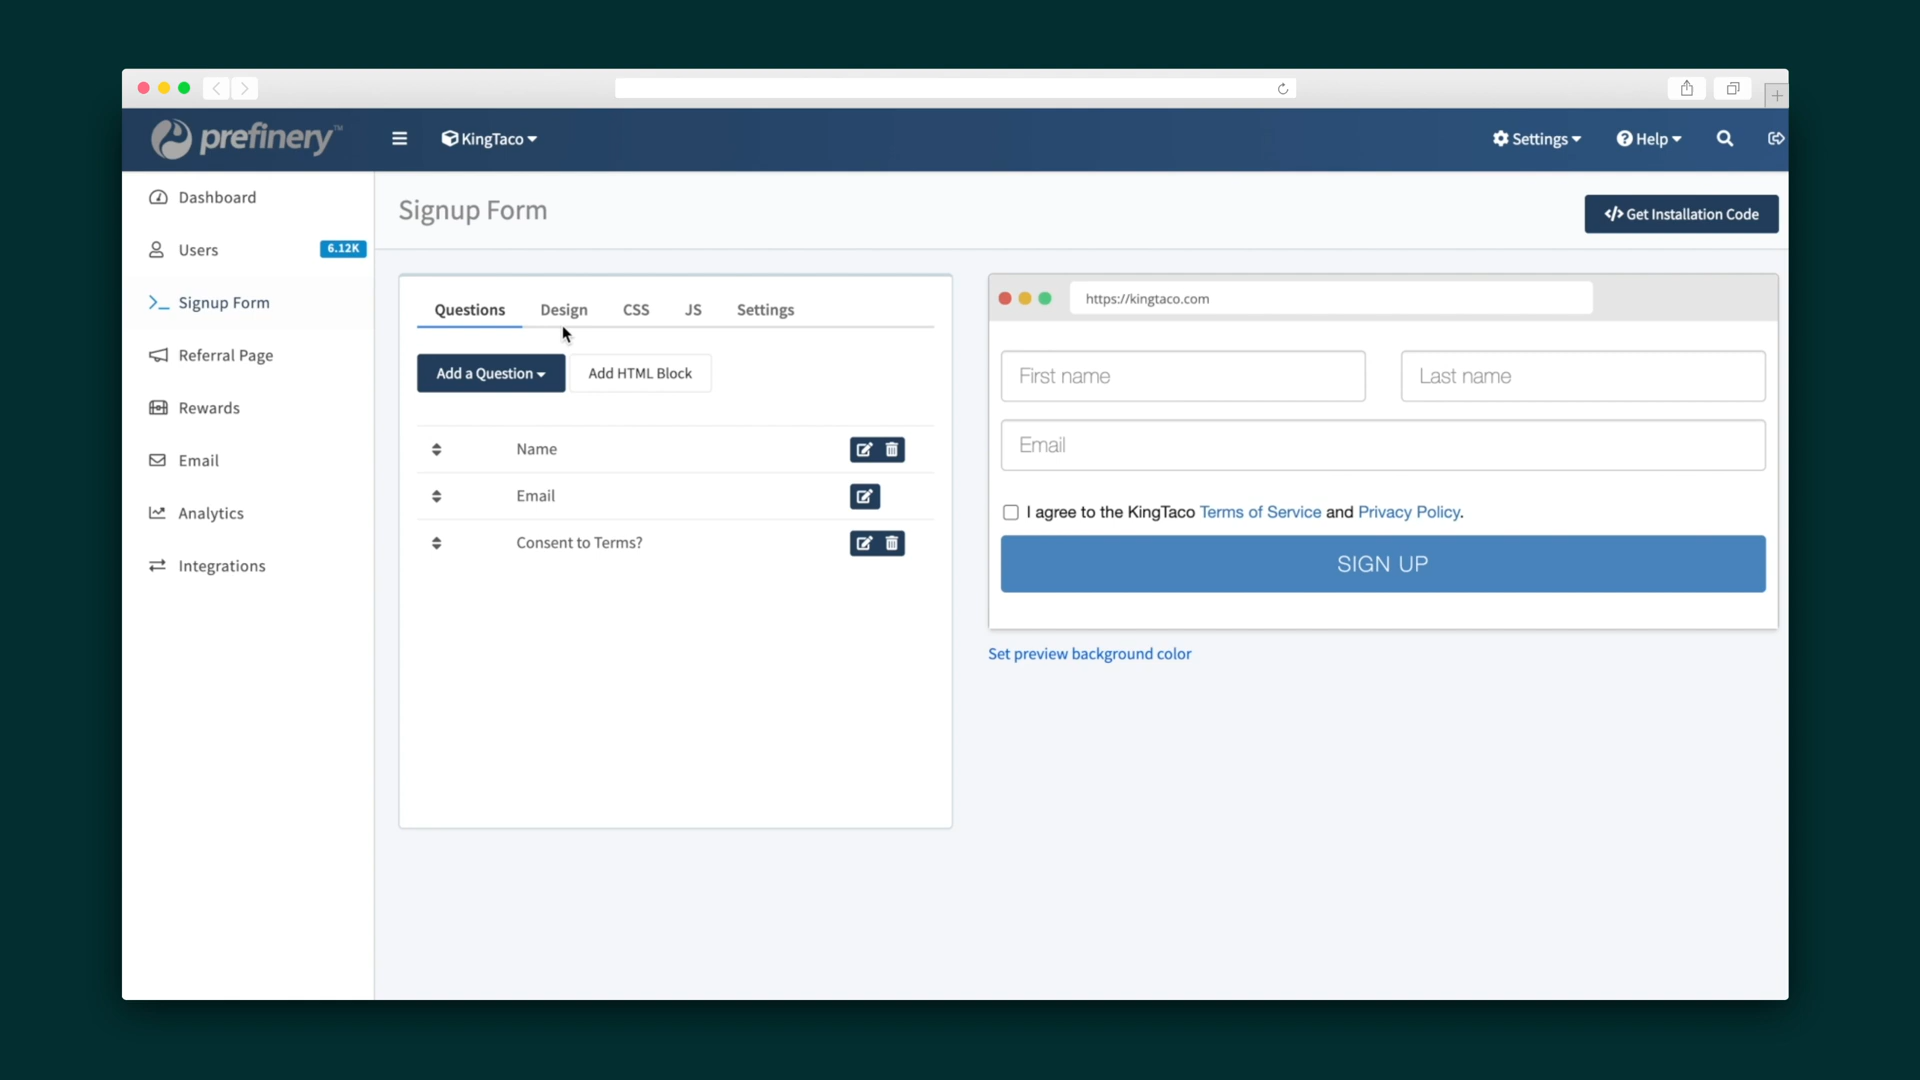 prefinery™
KingTaco
Settings
Help
Dashboard
Users
6.12K
Signup Form
Referral Page
Rewards
Email
Analytics
Integrations
Signup Form
</> Get Installation Code
Questions
Design
CSS
JS
Settings
Add a Question
Add HTML Block
Name
Email
Consent to Terms?
https://kingtaco.com
First name
Last name
Email
I agree to the KingTaco Terms of Service and Privacy Policy.
SIGN UP
Set preview background color